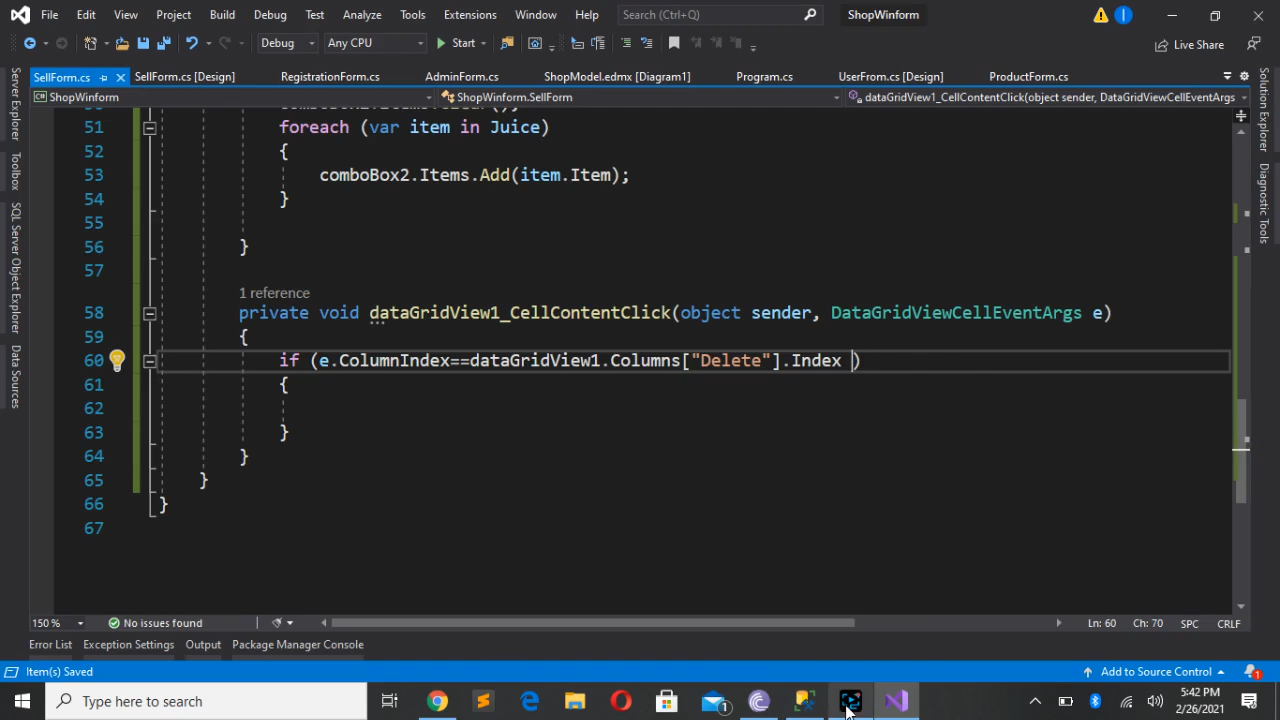 File Edit View Project Build Debug Test Analyze Tools Extensions Window Help Search (Ctrl+Q) ShopWinform
Debug Any CPU Start Live Share
SellForm.cs SellForm.cs [Design] RegistrationForm.cs AdminForm.cs ShopModel.edmx [Diagram1] Program.cs UserFrom.cs [Design] ProductForm.cs
ShopWinform ShopWinform.SellForm dataGridView1_CellContentClick(object sender, DataGridViewCellEventArgs
51 foreach (var item in Juice)
52 {
53 comboBox2.Items.Add(item.Item);
54 }
55
56 }
57
1 reference
58 private void dataGridView1_CellContentClick(object sender, DataGridViewCellEventArgs e)
59 {
60 if (e.ColumnIndex==dataGridView1.Columns["Delete"].Index )
61 {
62
63 }
64 }
65 }
66 }
67
Server Explorer
Toolbox
SQL Server Object Explorer
Data Sources
Solution Explorer
Diagnostic Tools
150 % No issues found Ln: 60 Ch: 70 SPC CRLF
Error List Exception Settings Output Package Manager Console
Item(s) Saved Add to Source Control 1
Type here to search 1 5:42 PM
2/26/2021